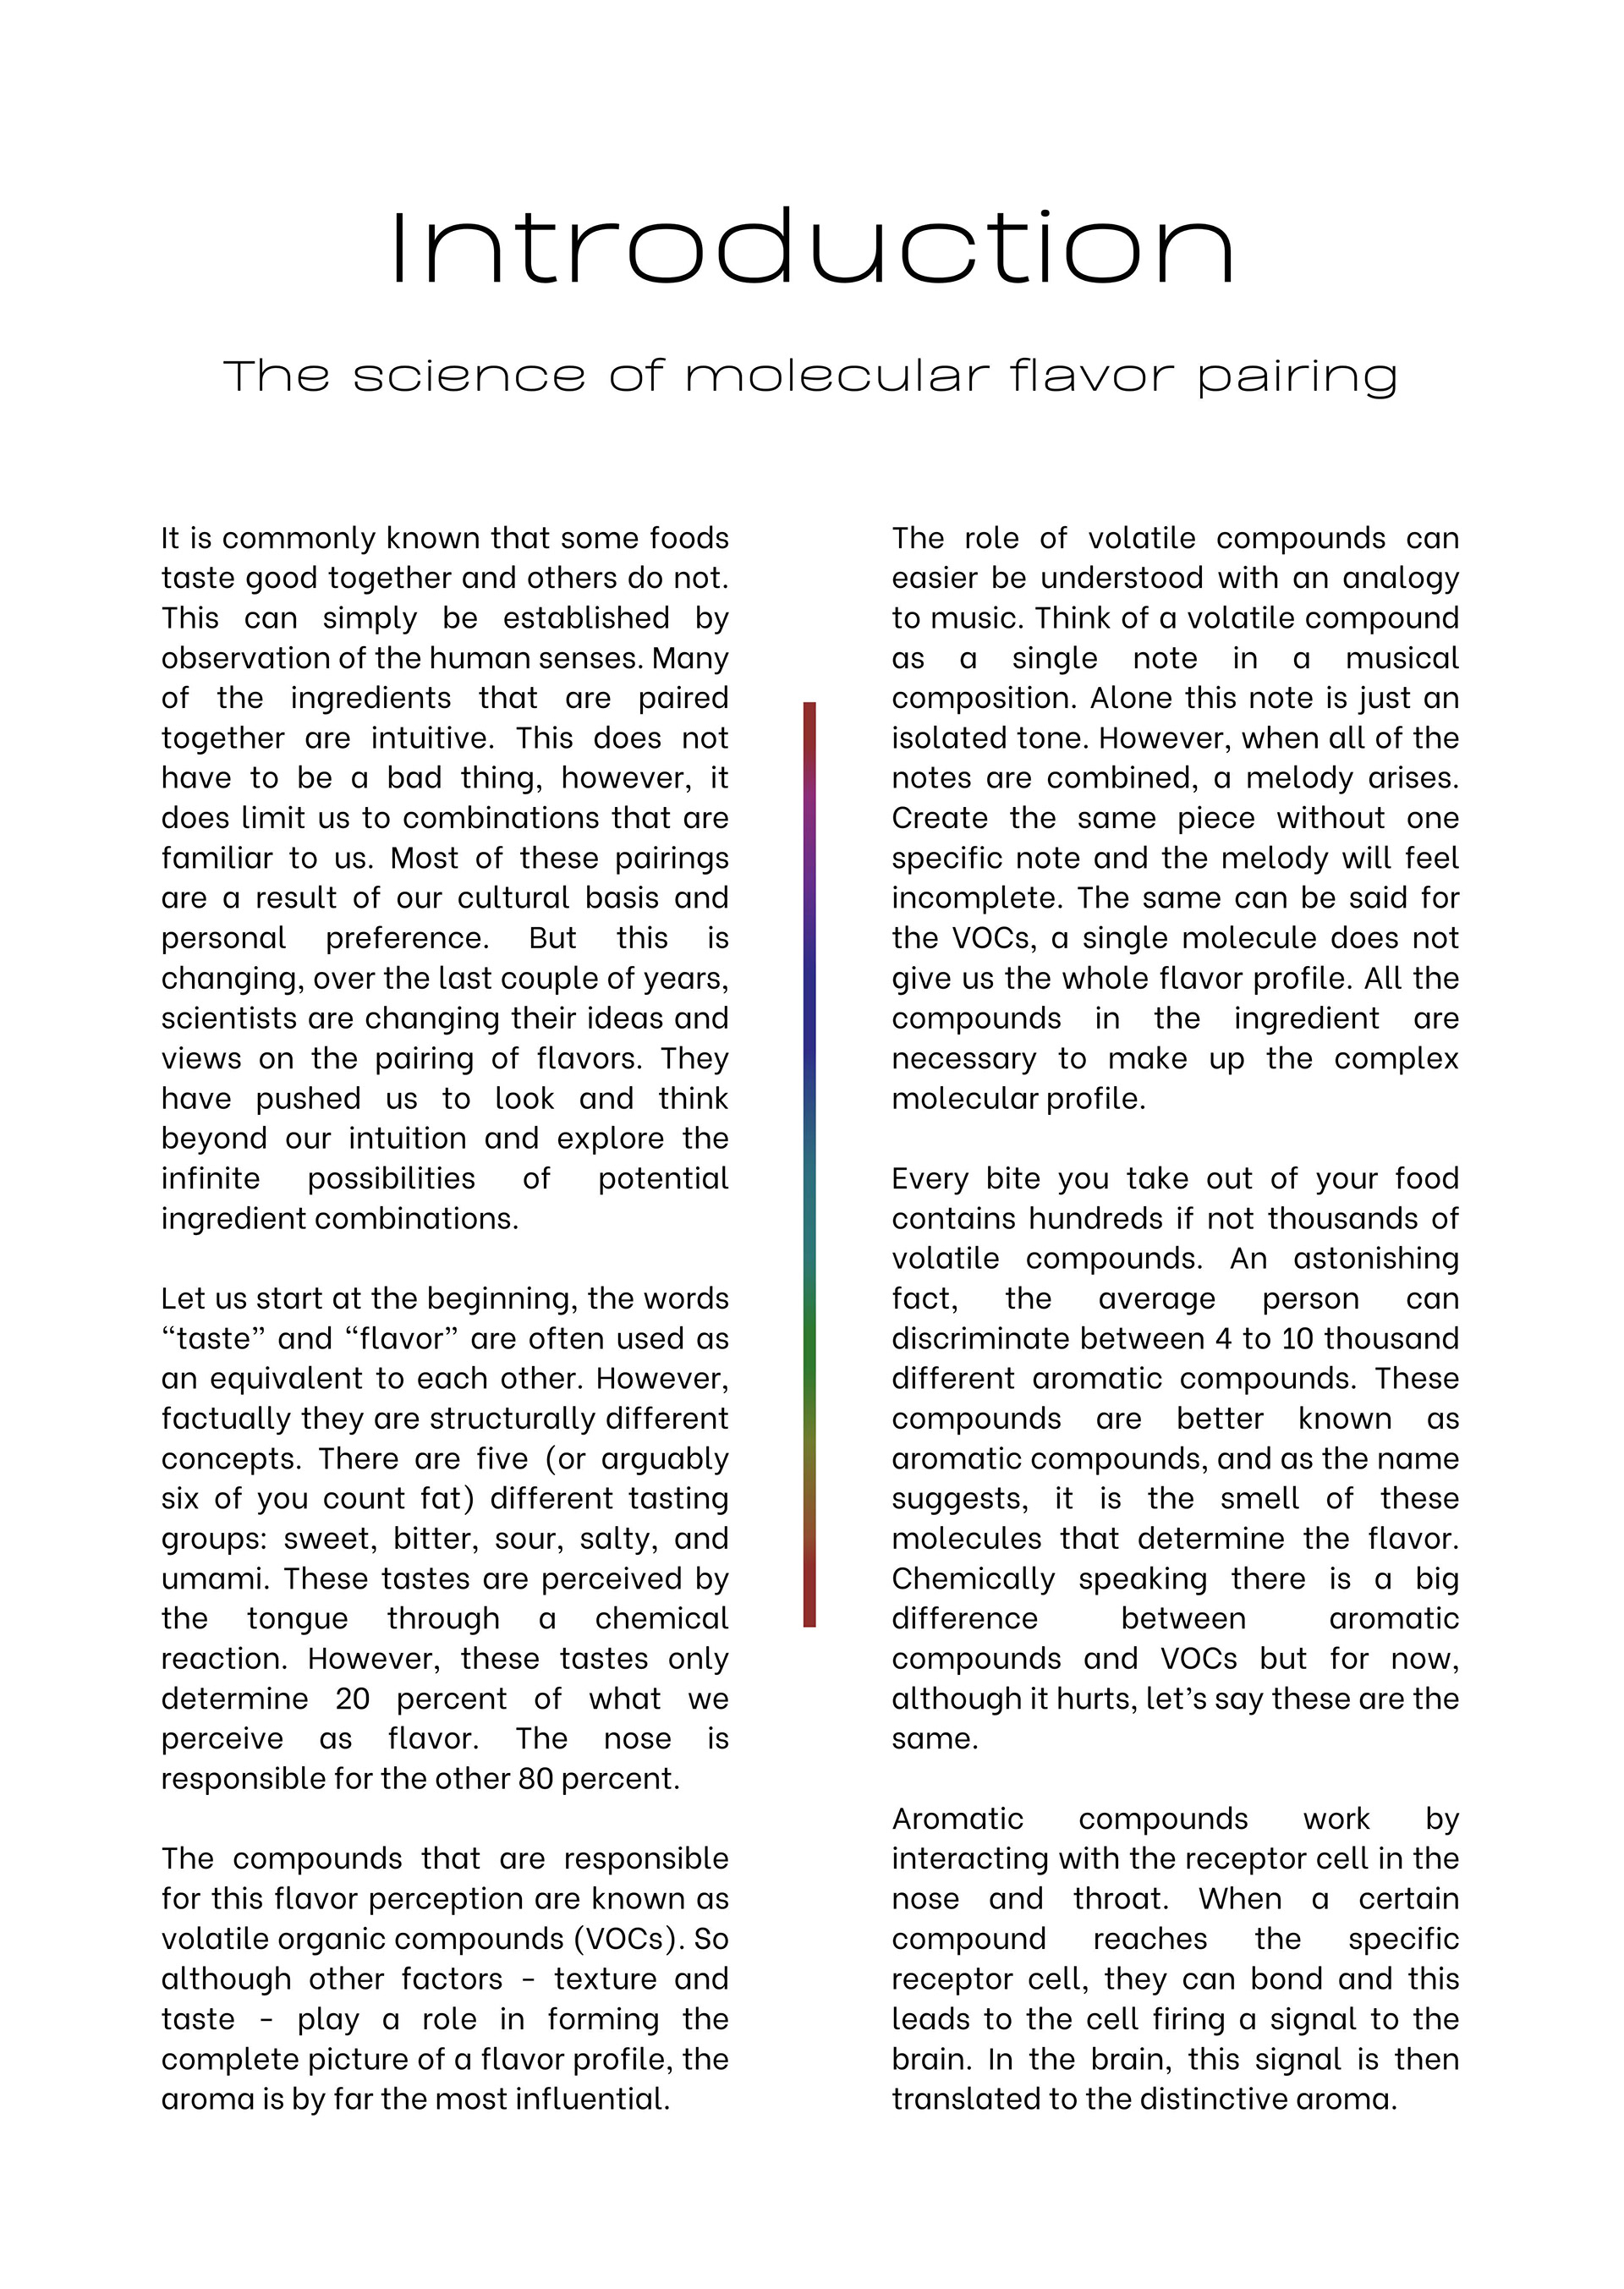 Introduction
The science of molecular flavor pairing
It is commonly known that some foods
taste good together and others do not.
This can simply be established by
observation of the human senses. Many
of the ingredients that are paired
together are intuitive. This does not
have to be a bad thing, however, it
does limit us to combinations that are
familiar to us. Most of these pairings
are a result of our cultural basis and
personal preference. But this is
changing, over the last couple of years,
scientists are changing their ideas and
views on the pairing of flavors. They
have pushed us to look and think
beyond our intuition and explore the
infinite possibilities of potential
ingredient combinations.
Let us start at the beginning, the words
“taste” and “flavor” are often used as
an equivalent to each other. However,
factually they are structurally different
concepts. There are five (or arguably
six of you count fat) different tasting
groups: sweet, bitter, sour, salty, and
umami. These tastes are perceived by
the tongue through a chemical
reaction. However, these tastes only
determine 20 percent of what we
perceive as flavor. The nose is
responsible for the other 80 percent.
The compounds that are responsible
for this flavor perception are known as
volatile organic compounds (VOCs). So
although other factors - texture and
taste - play a role in forming the
complete picture of a flavor profile, the
aroma is by far the most influential.
The role of volatile compounds can
easier be understood with an analogy
to music. Think of a volatile compound
as a single note in a musical
composition. Alone this note is just an
isolated tone. However, when all of the
notes are combined, a melody arises.
Create the same piece without one
specific note and the melody will feel
incomplete. The same can be said for
the VOCs, a single molecule does not
give us the whole flavor profile. All the
compounds in the ingredient are
necessary to make up the complex
molecular profile.
Every bite you take out of your food
contains hundreds if not thousands of
volatile compounds. An astonishing
fact, the average person can
discriminate between 4 to 10 thousand
different aromatic compounds. These
compounds are better known as
aromatic compounds, and as the name
suggests, it is the smell of these
molecules that determine the flavor.
Chemically speaking there is a big
difference between aromatic
compounds and VOCs but for now,
although it hurts, let’s say these are the
same.
Aromatic compounds work by
interacting with the receptor cell in the
nose and throat. When a certain
compound reaches the specific
receptor cell, they can bond and this
leads to the cell firing a signal to the
brain. In the brain, this signal is then
translated to the distinctive aroma.